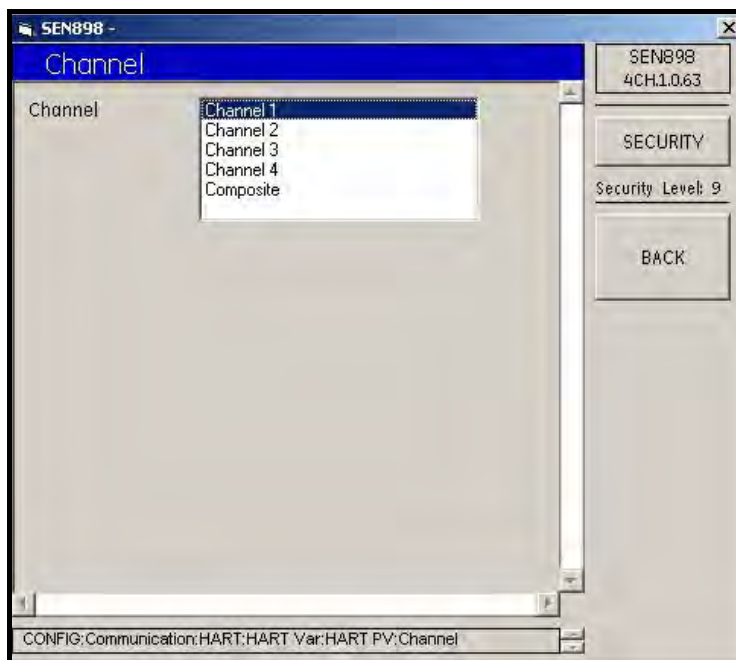 SEN898 -
Channel
Channel
Channel 1
Channel 2
Channel 3
Channel 4
Composite
SEN898
4CH.1.0.63
SECURITY
Security Level: 9
BACK
CONFIG:Communication:HART:HART Var:HART PV:Channel